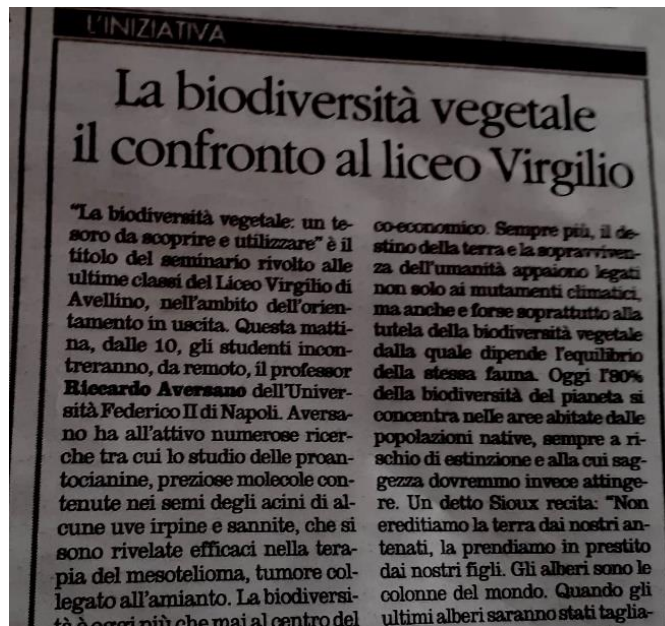 L'INIZIATIVA
La biodiversità vegetale
il confronto al liceo Virgilio
"La biodiversità vegetale: un te-
soro da scoprire e utilizzare" è il
titolo del seminario rivolto alle
ultime classi del Liceo Virgilio di
Avellino, nell'ambito dell'orien-
tamento in uscita. Questa matti-
na, dalle 10, gli studenti incon-
treranno, da remoto, il professor
Riccardo Aversano dell'Univer-
sità Federico II di Napoli. Aversa-
no ha all'attivo numerose ricer-
che tra cui lo studio delle proan-
tocianine, preziose molecole con-
tenute nei semi degli acini di al-
cune uve irpine e sannite, che si
sono rivelate efficaci nella tera-
pia del mesotelioma, tumore col-
legato all'amianto. La biodiversi-
tà è oggi più che mai al centro del
co-economico. Sempre più, il de-
stino della terra e la sopravviven-
za dell'umanità appaiono legati
non solo ai mutamenti climatici,
ma anche e forse soprattutto alla
tutela della biodiversità vegetale
dalla quale dipende l'equilibrio
della stessa fauna. Oggi l'80%
della biodiversità del pianeta si
concentra nelle aree abitate dalle
popolazioni native, sempre a ri-
schio di estinzione e alla cui sag-
gezza dovremmo invece attinge-
re. Un detto Sioux recita: "Non
ereditiamo la terra dai nostri an-
tenati, la prendiamo in prestito
dai nostri figli. Gli alberi sono le
colonne del mondo. Quando gli
ultimi alberi saranno stati taglia-